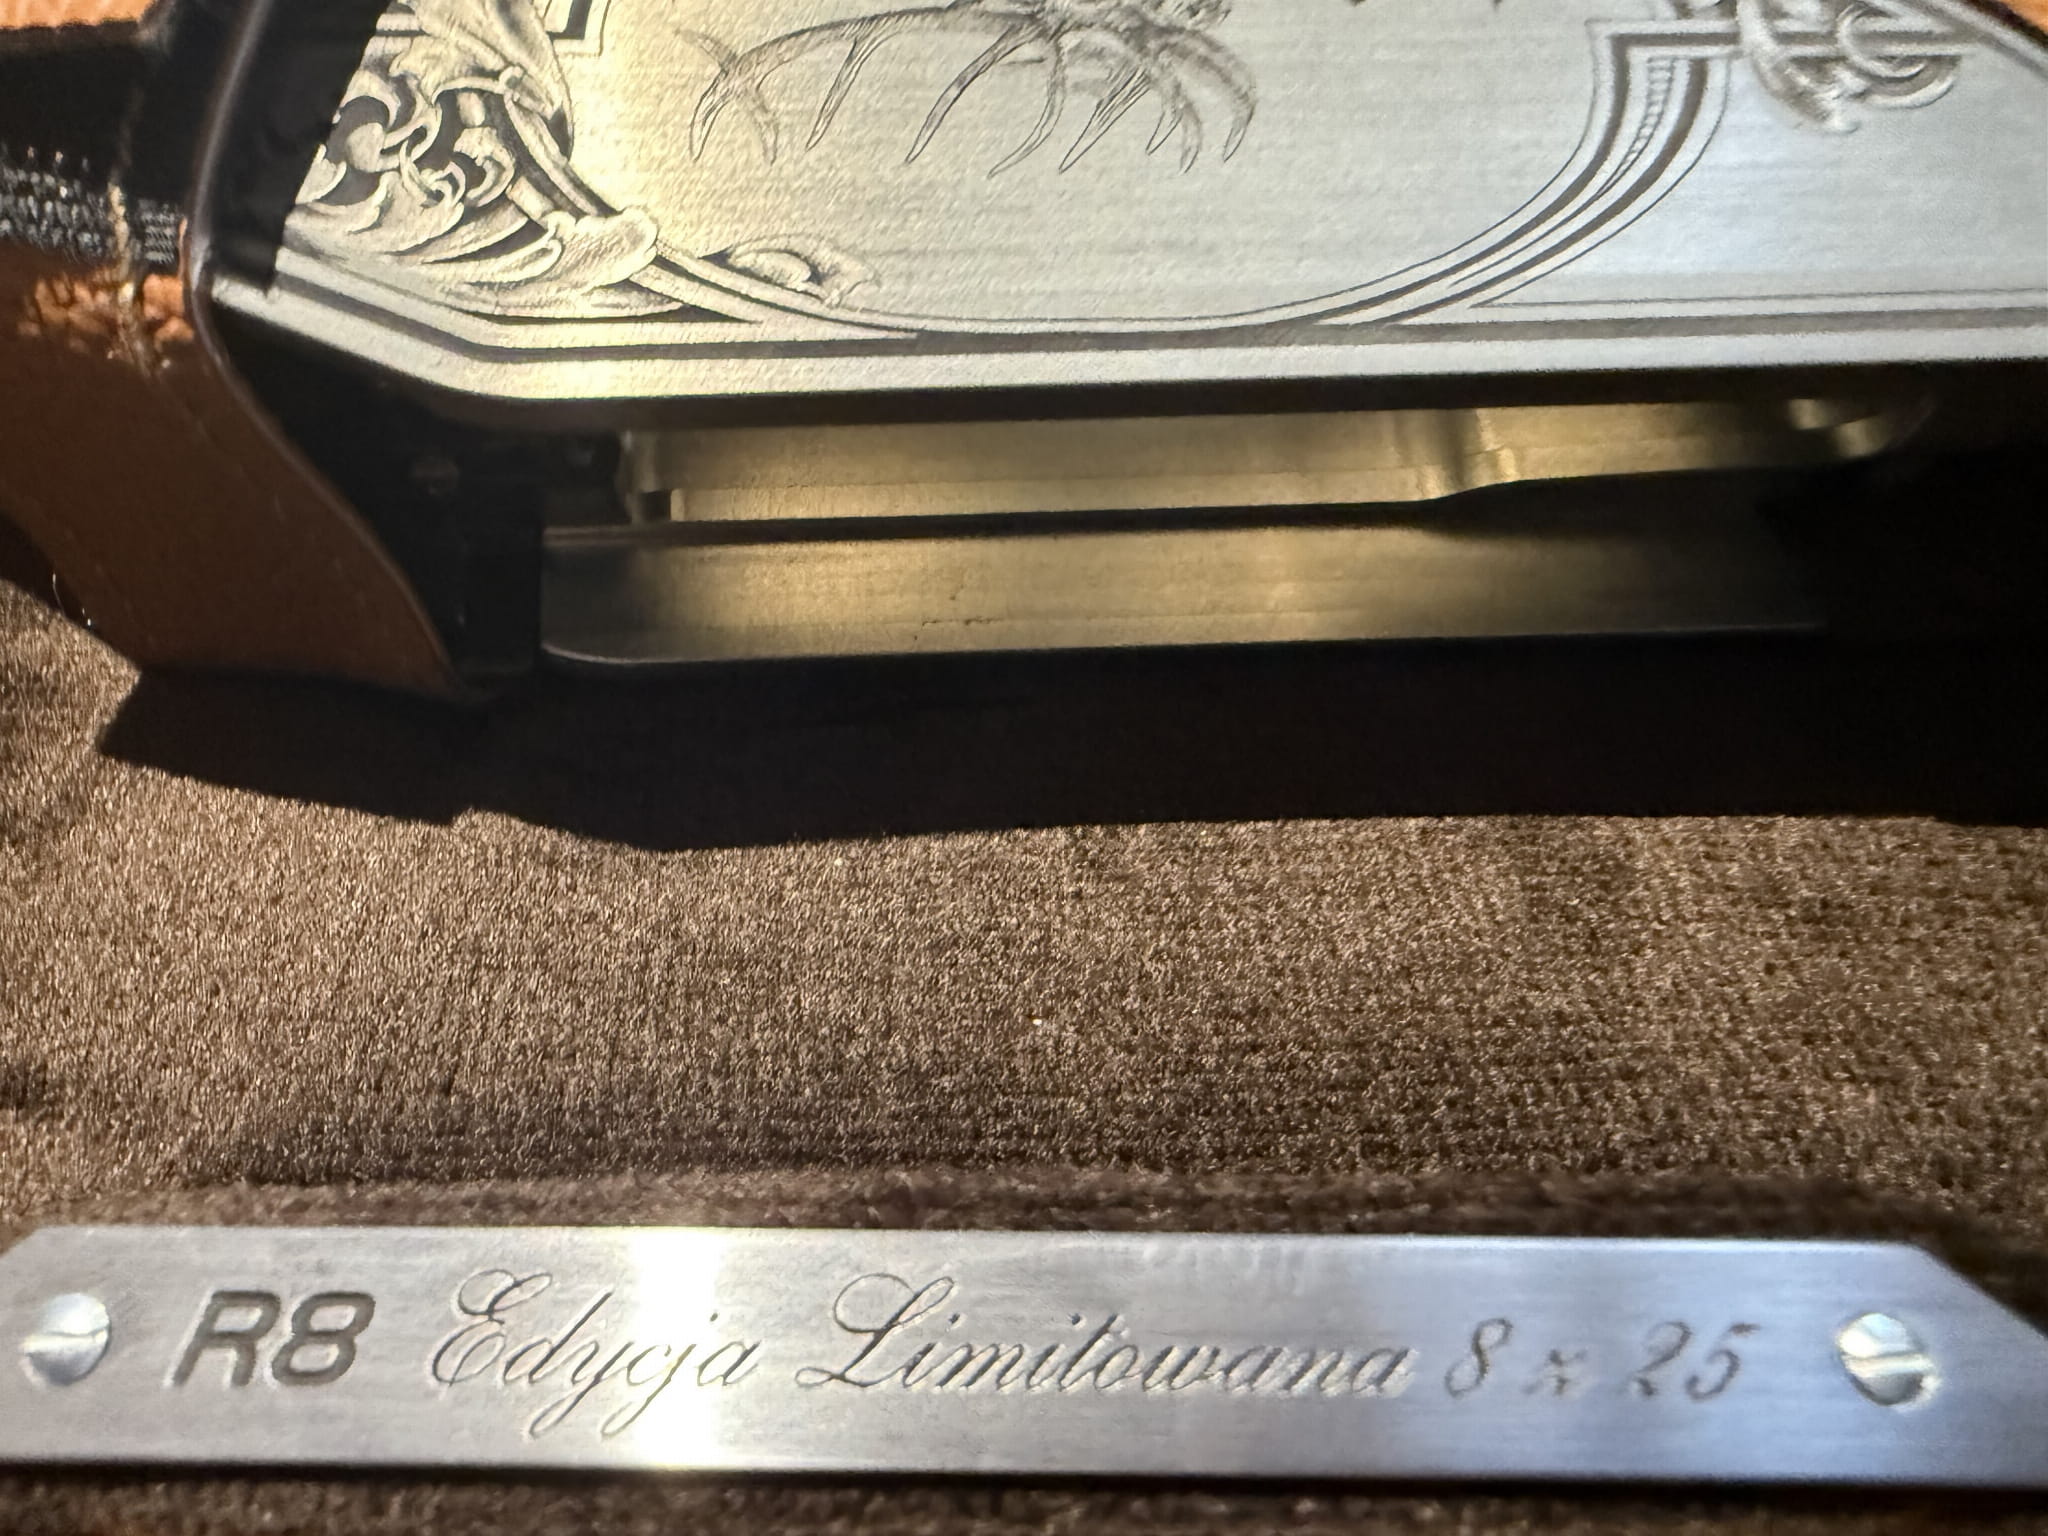 R8 Edycja Limitowana 8 z 25